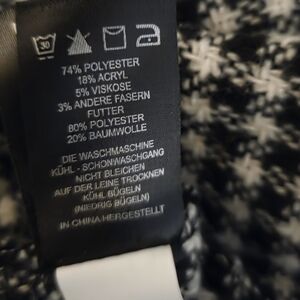 30
74% POLYESTER
18% ACRYL
5% VISKOSE
3% ANDERE FASERN
FUTTER
80% POLYESTER
20% BAUMWOLLE
DIE WASCHMASCHINE
KÜHL - SCHONWASCHGANG
NICHT BLEICHEN
AUF DER LEINE TROCKNEN
KÜHL BÜGELN
(NIEDRIG BÜGELN)
IN CHINA HERGESTELLT